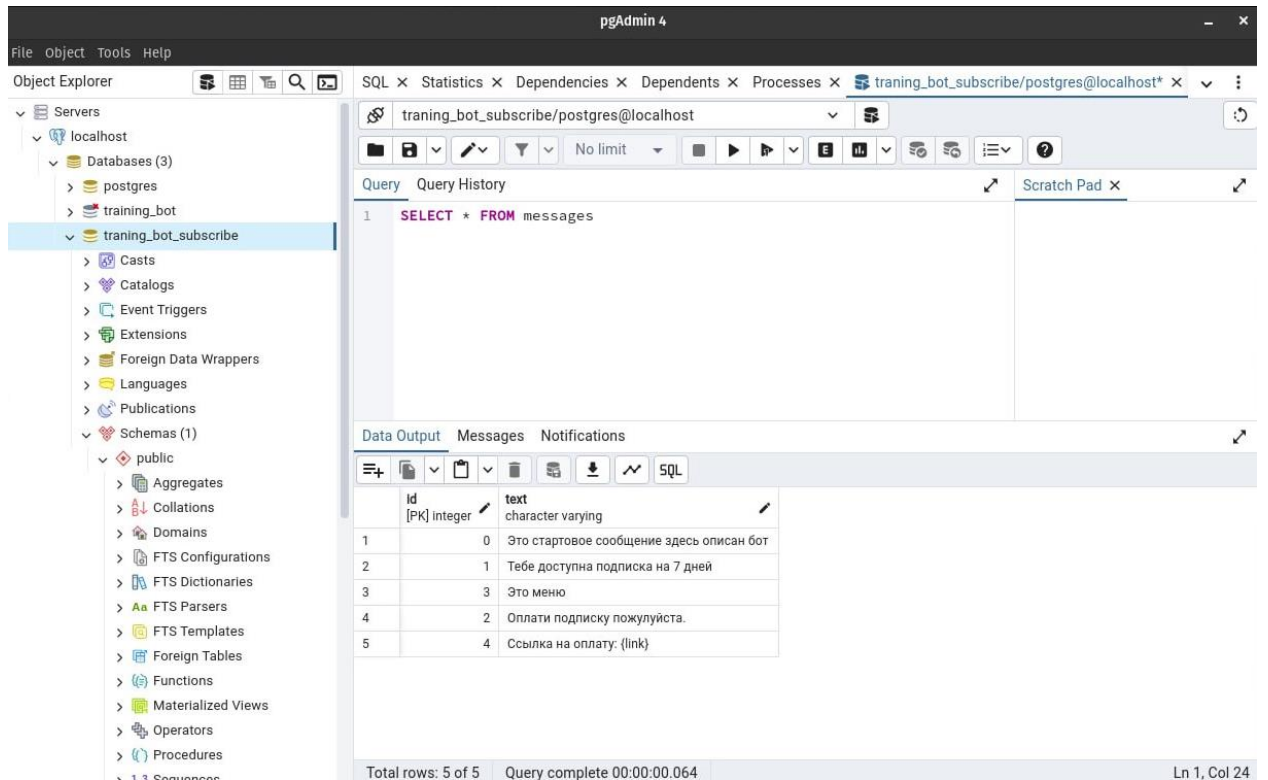 pgAdmin 4
File Object Tools Help
Object Explorer
SQL Statistics Dependencies Dependents Processes traning_bot_subscribe/postgres@localhost*
Servers
localhost
Databases (3)
postgres
training_bot
traning_bot_subscribe
Casts
Catalogs
Event Triggers
Extensions
Foreign Data Wrappers
Languages
Publications
Schemas (1)
public
Aggregates
Collations
Domains
FTS Configurations
FTS Dictionaries
Aa FTS Parsers
FTS Templates
Foreign Tables
Functions
Materialized Views
Operators
Procedures
1..3 Sequences
traning_bot_subscribe/postgres@localhost
No limit
E
Query Query History
Scratch Pad
1 SELECT * FROM messages
Data Output Messages Notifications
SQL
id text
[PK] integer character varying
1 0 Это стартовое сообщение здесь описан бот
2 1 Тебе доступна подписка на 7 дней
3 3 Это меню
4 2 Оплати подписку пожулуйста.
5 4 Ссылка на оплату: {link}
Total rows: 5 of 5 Query complete 00:00:00.064 Ln 1, Col 24